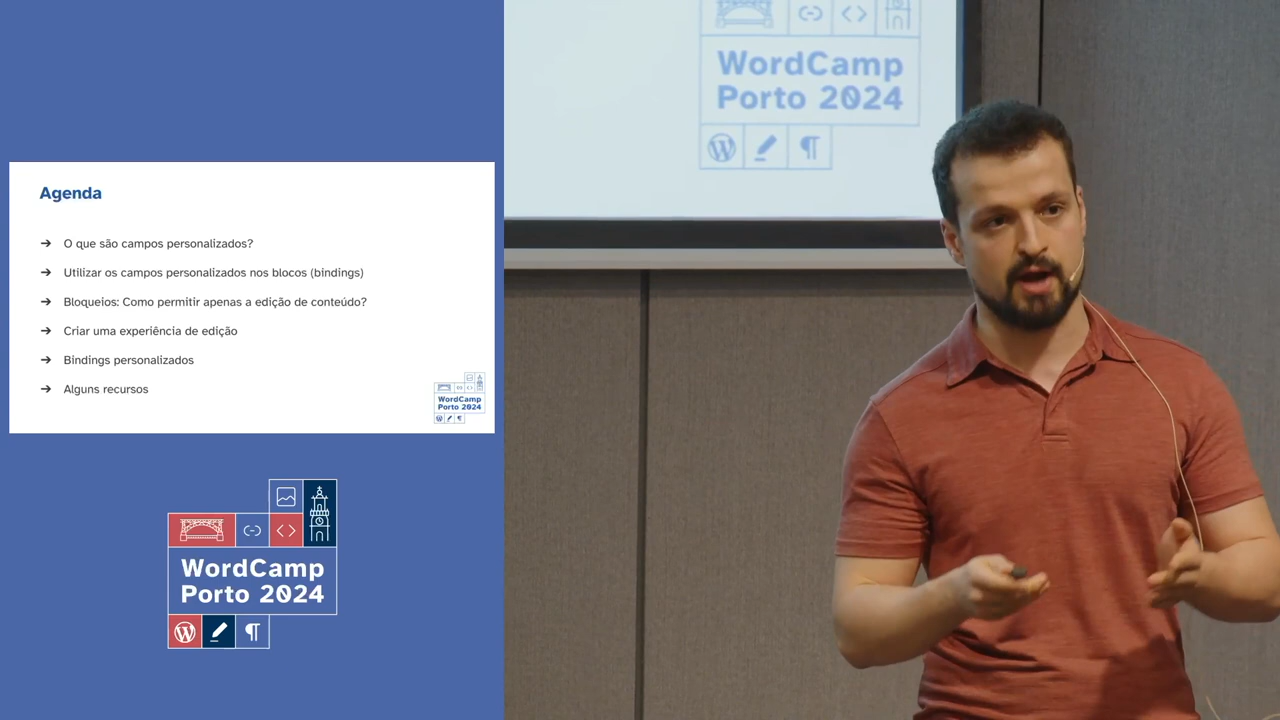 Agenda
➔ O que são campos personalizados?
➔ Utilizar os campos personalizados nos blocos (bindings)
➔ Bloqueios: Como permitir apenas a edição de conteúdo?
➔ Criar uma experiência de edição
➔ Bindings personalizados
➔ Alguns recursos
WordCamp
Porto 2024
WordCamp
Porto 2024
WordCamp
Porto 2024